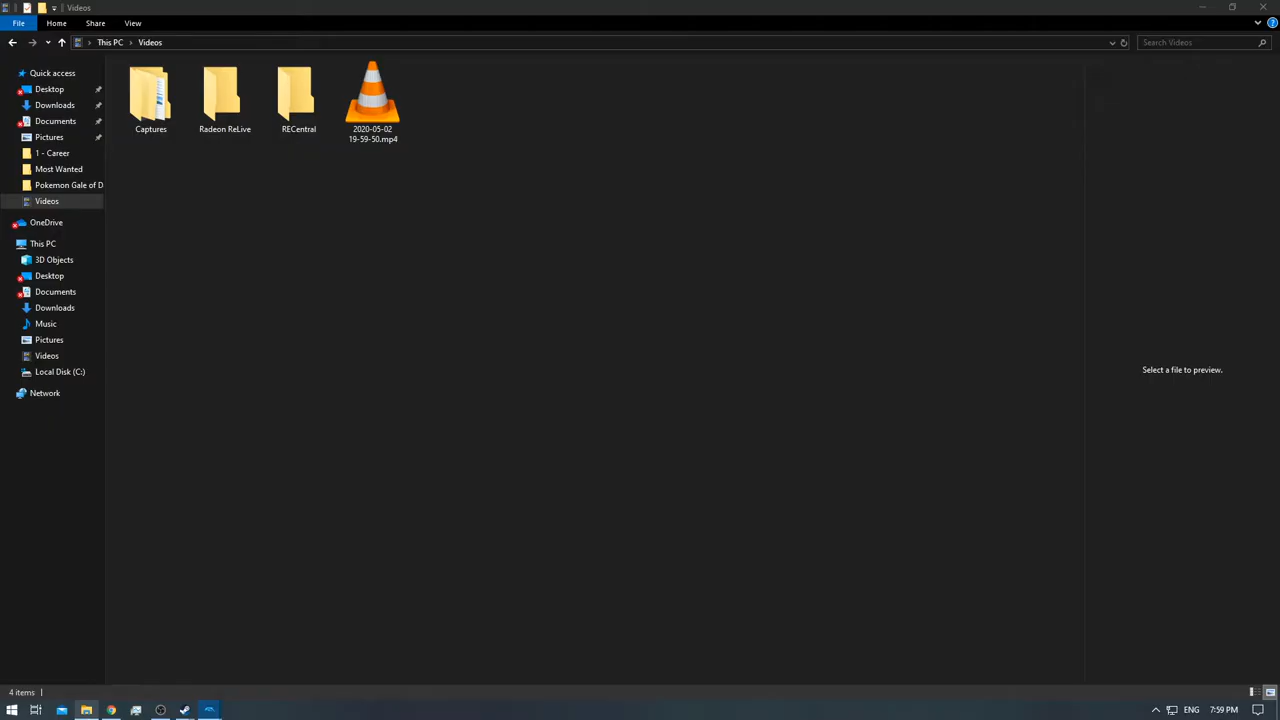 Videos
File Home Share View
This PC Videos Search Videos
Quick access
Desktop
Downloads
Documents
Pictures
1 - Career
Most Wanted
Pokemon Gale of D
Videos
OneDrive
This PC
3D Objects
Desktop
Documents
Downloads
Music
Pictures
Videos
Local Disk (C:)
Network
Captures Radeon ReLive RECentral 2020-05-02
19-59-50.mp4
Select a file to preview.
4 items
ENG 7:59 PM